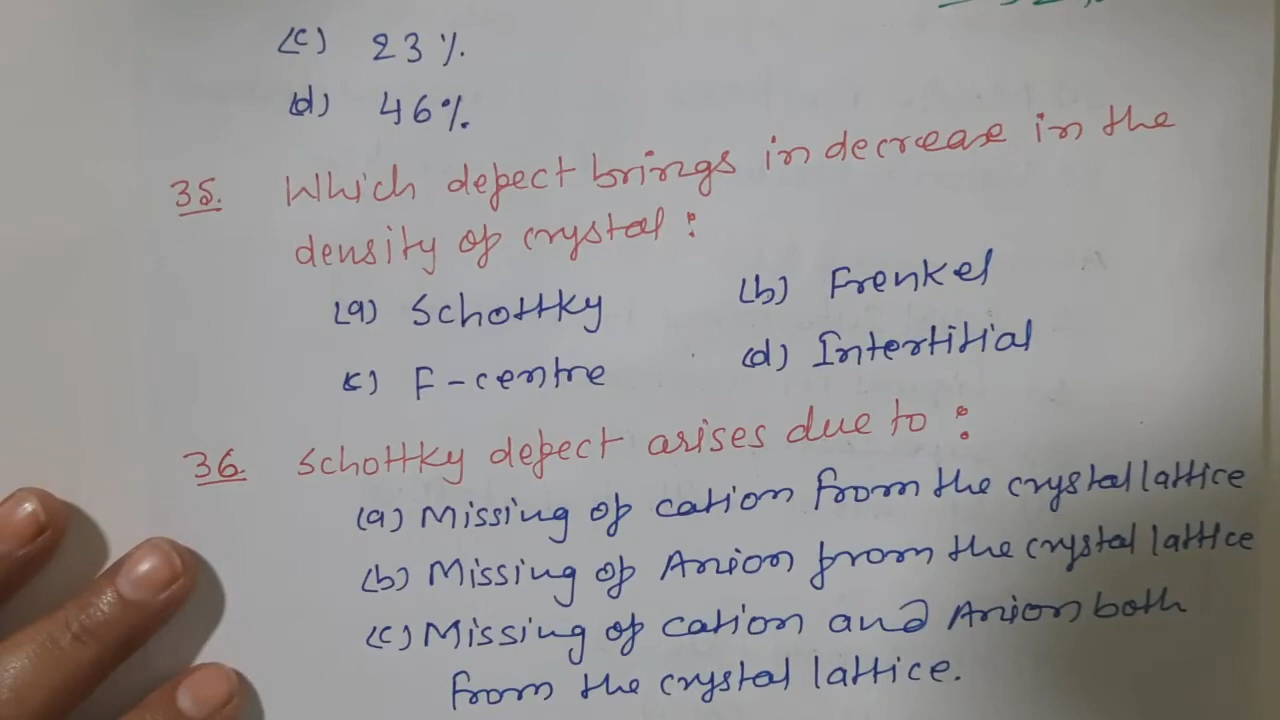 (c) 23%.
(d) 46%.
35. Which defect brings in decrease in the
density of crystal :
(a) Schottky (b) Frenkel
(c) F-centre (d) Intertitial
36. Schottky defect arises due to :
(a) Missing of cation from the crystal lattice
(b) Missing of Anion from the crystal lattice
(c) Missing of cation and Anion both
from the crystal lattice.